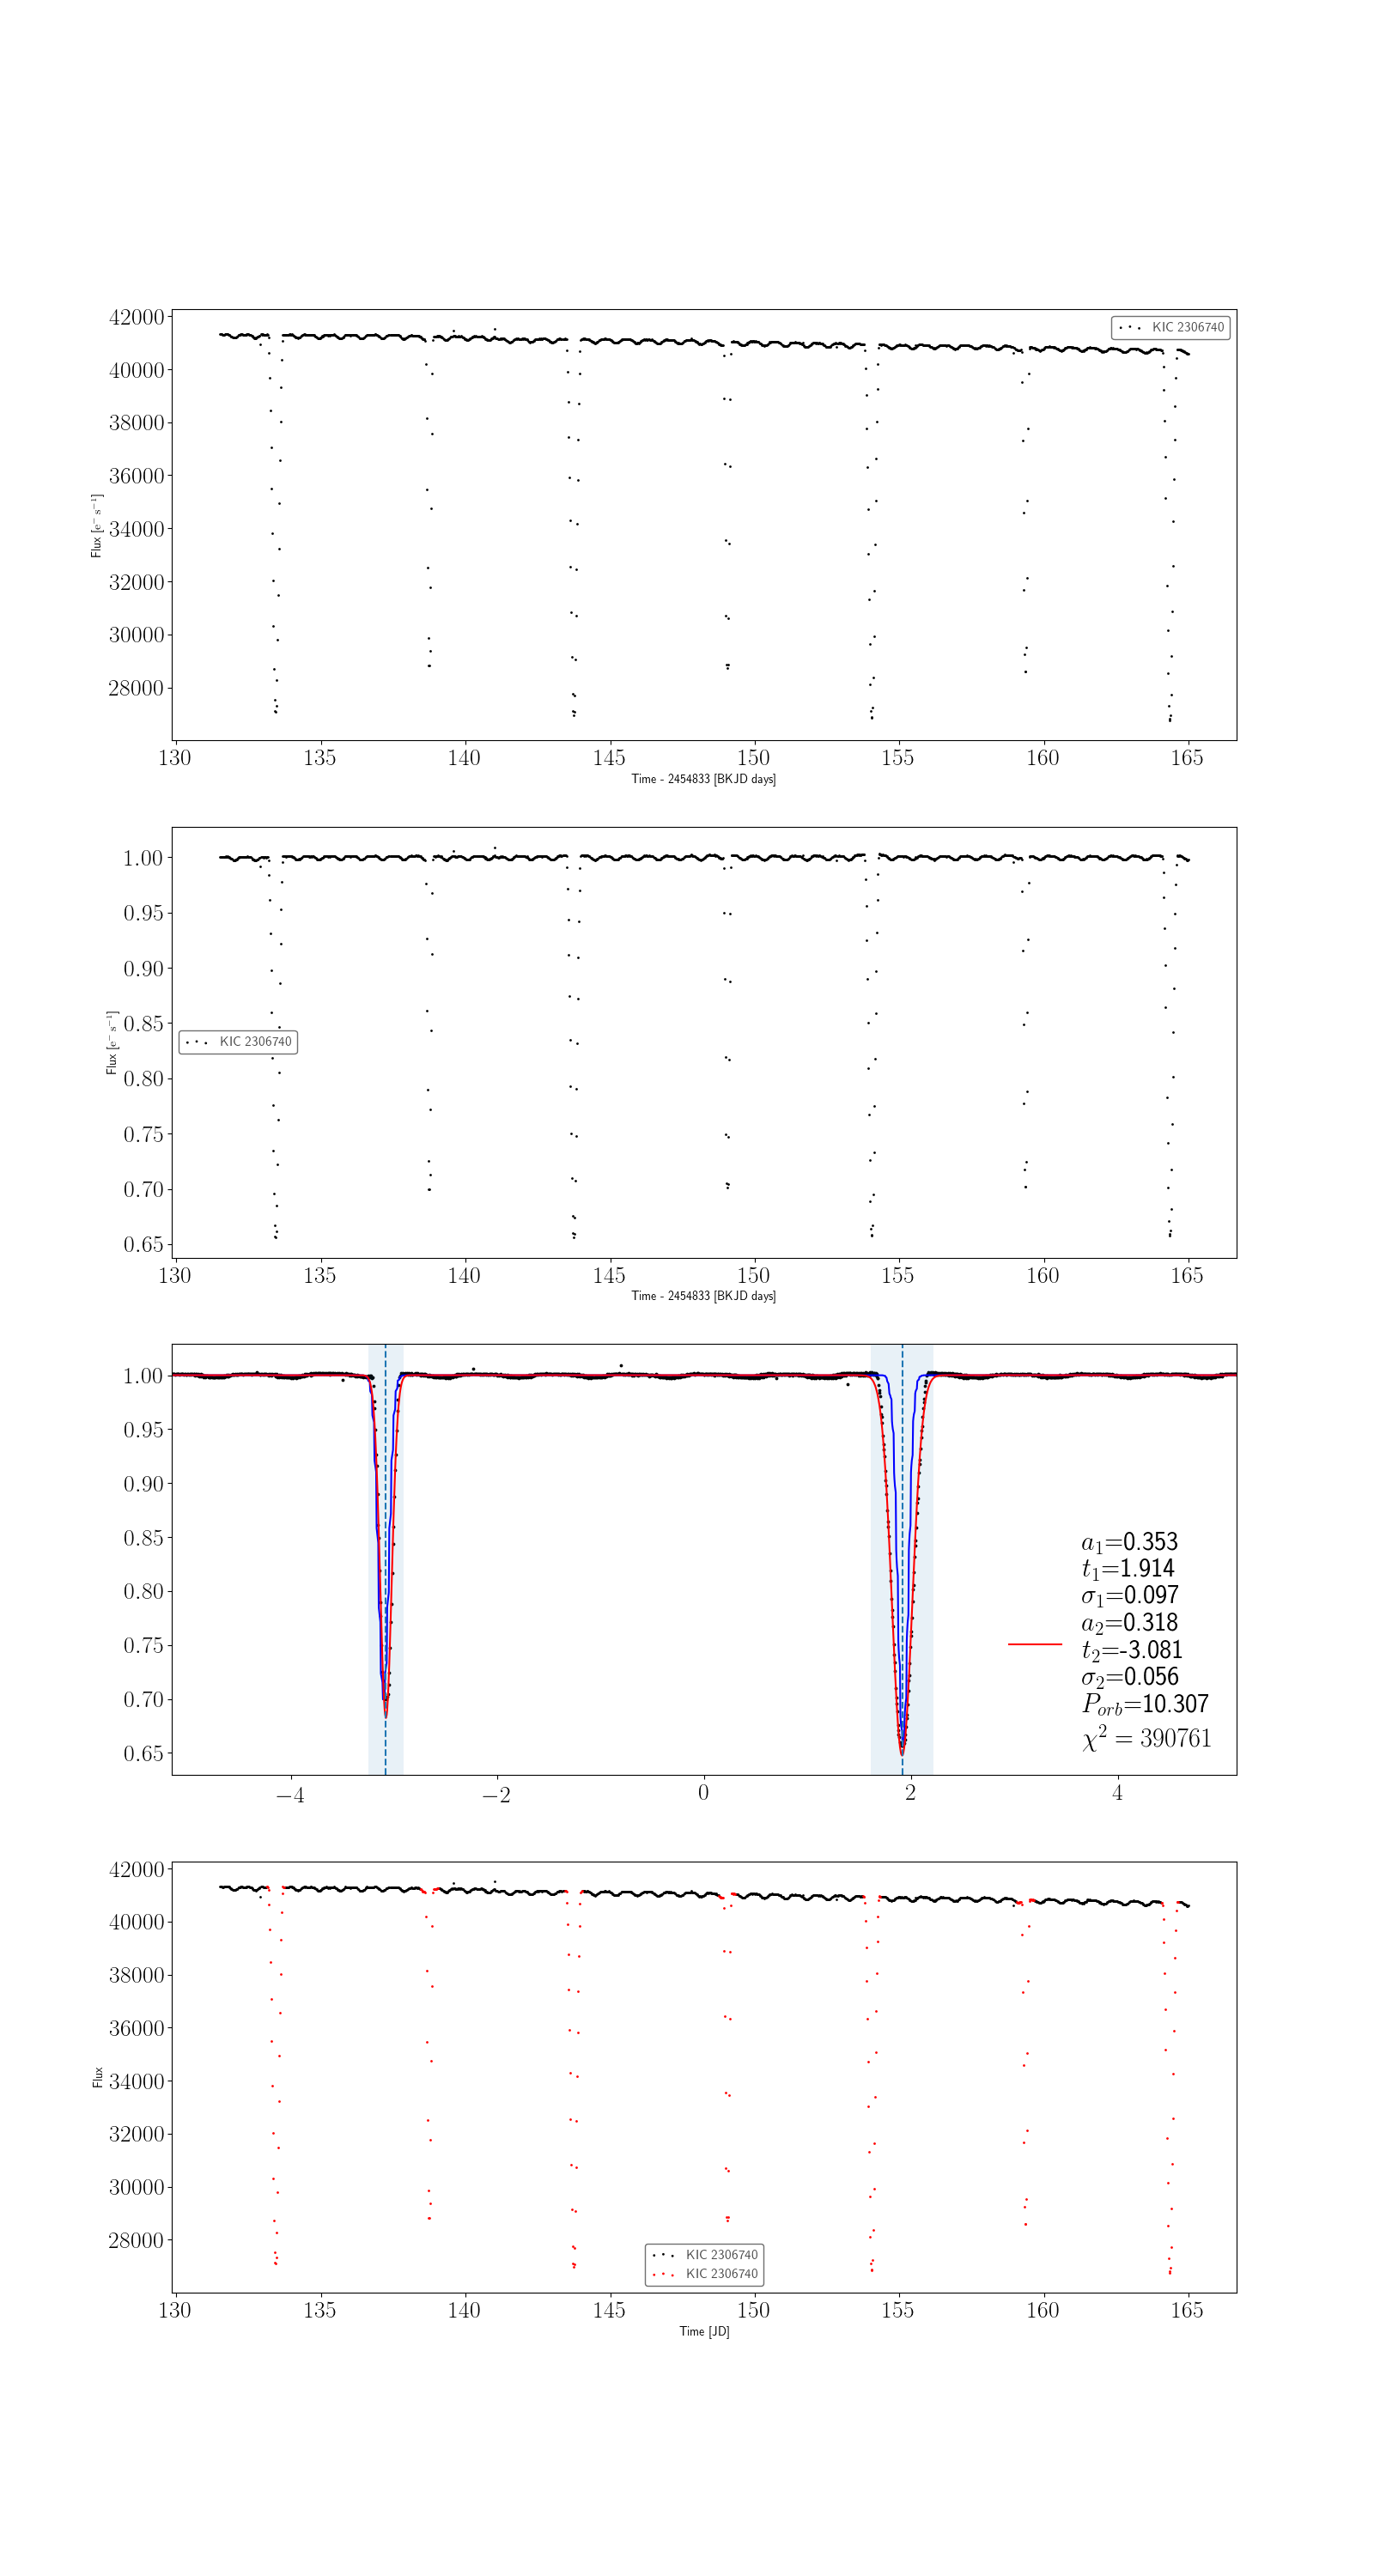 42000
40000
38000
36000
34000
32000
30000
28000
Flux [e⁻ s⁻¹]
KIC 2306740
130 135 140 145 150 155 160 165
Time - 2454833 [BKJD days]
1.00
0.95
0.90
0.85
0.80
0.75
0.70
0.65
Flux [e⁻ s⁻¹]
KIC 2306740
130 135 140 145 150 155 160 165
Time - 2454833 [BKJD days]
1.00
0.95
0.90
0.85
0.80
0.75
0.70
0.65
a₁=0.353
t₁=1.914
σ₁=0.097
a₂=0.318
t₂=-3.081
σ₂=0.056
P_orb=10.307
χ² = 390761
−4 −2 0 2 4
42000
40000
38000
36000
34000
32000
30000
28000
Flux
KIC 2306740
KIC 2306740
130 135 140 145 150 155 160 165
Time [JD]